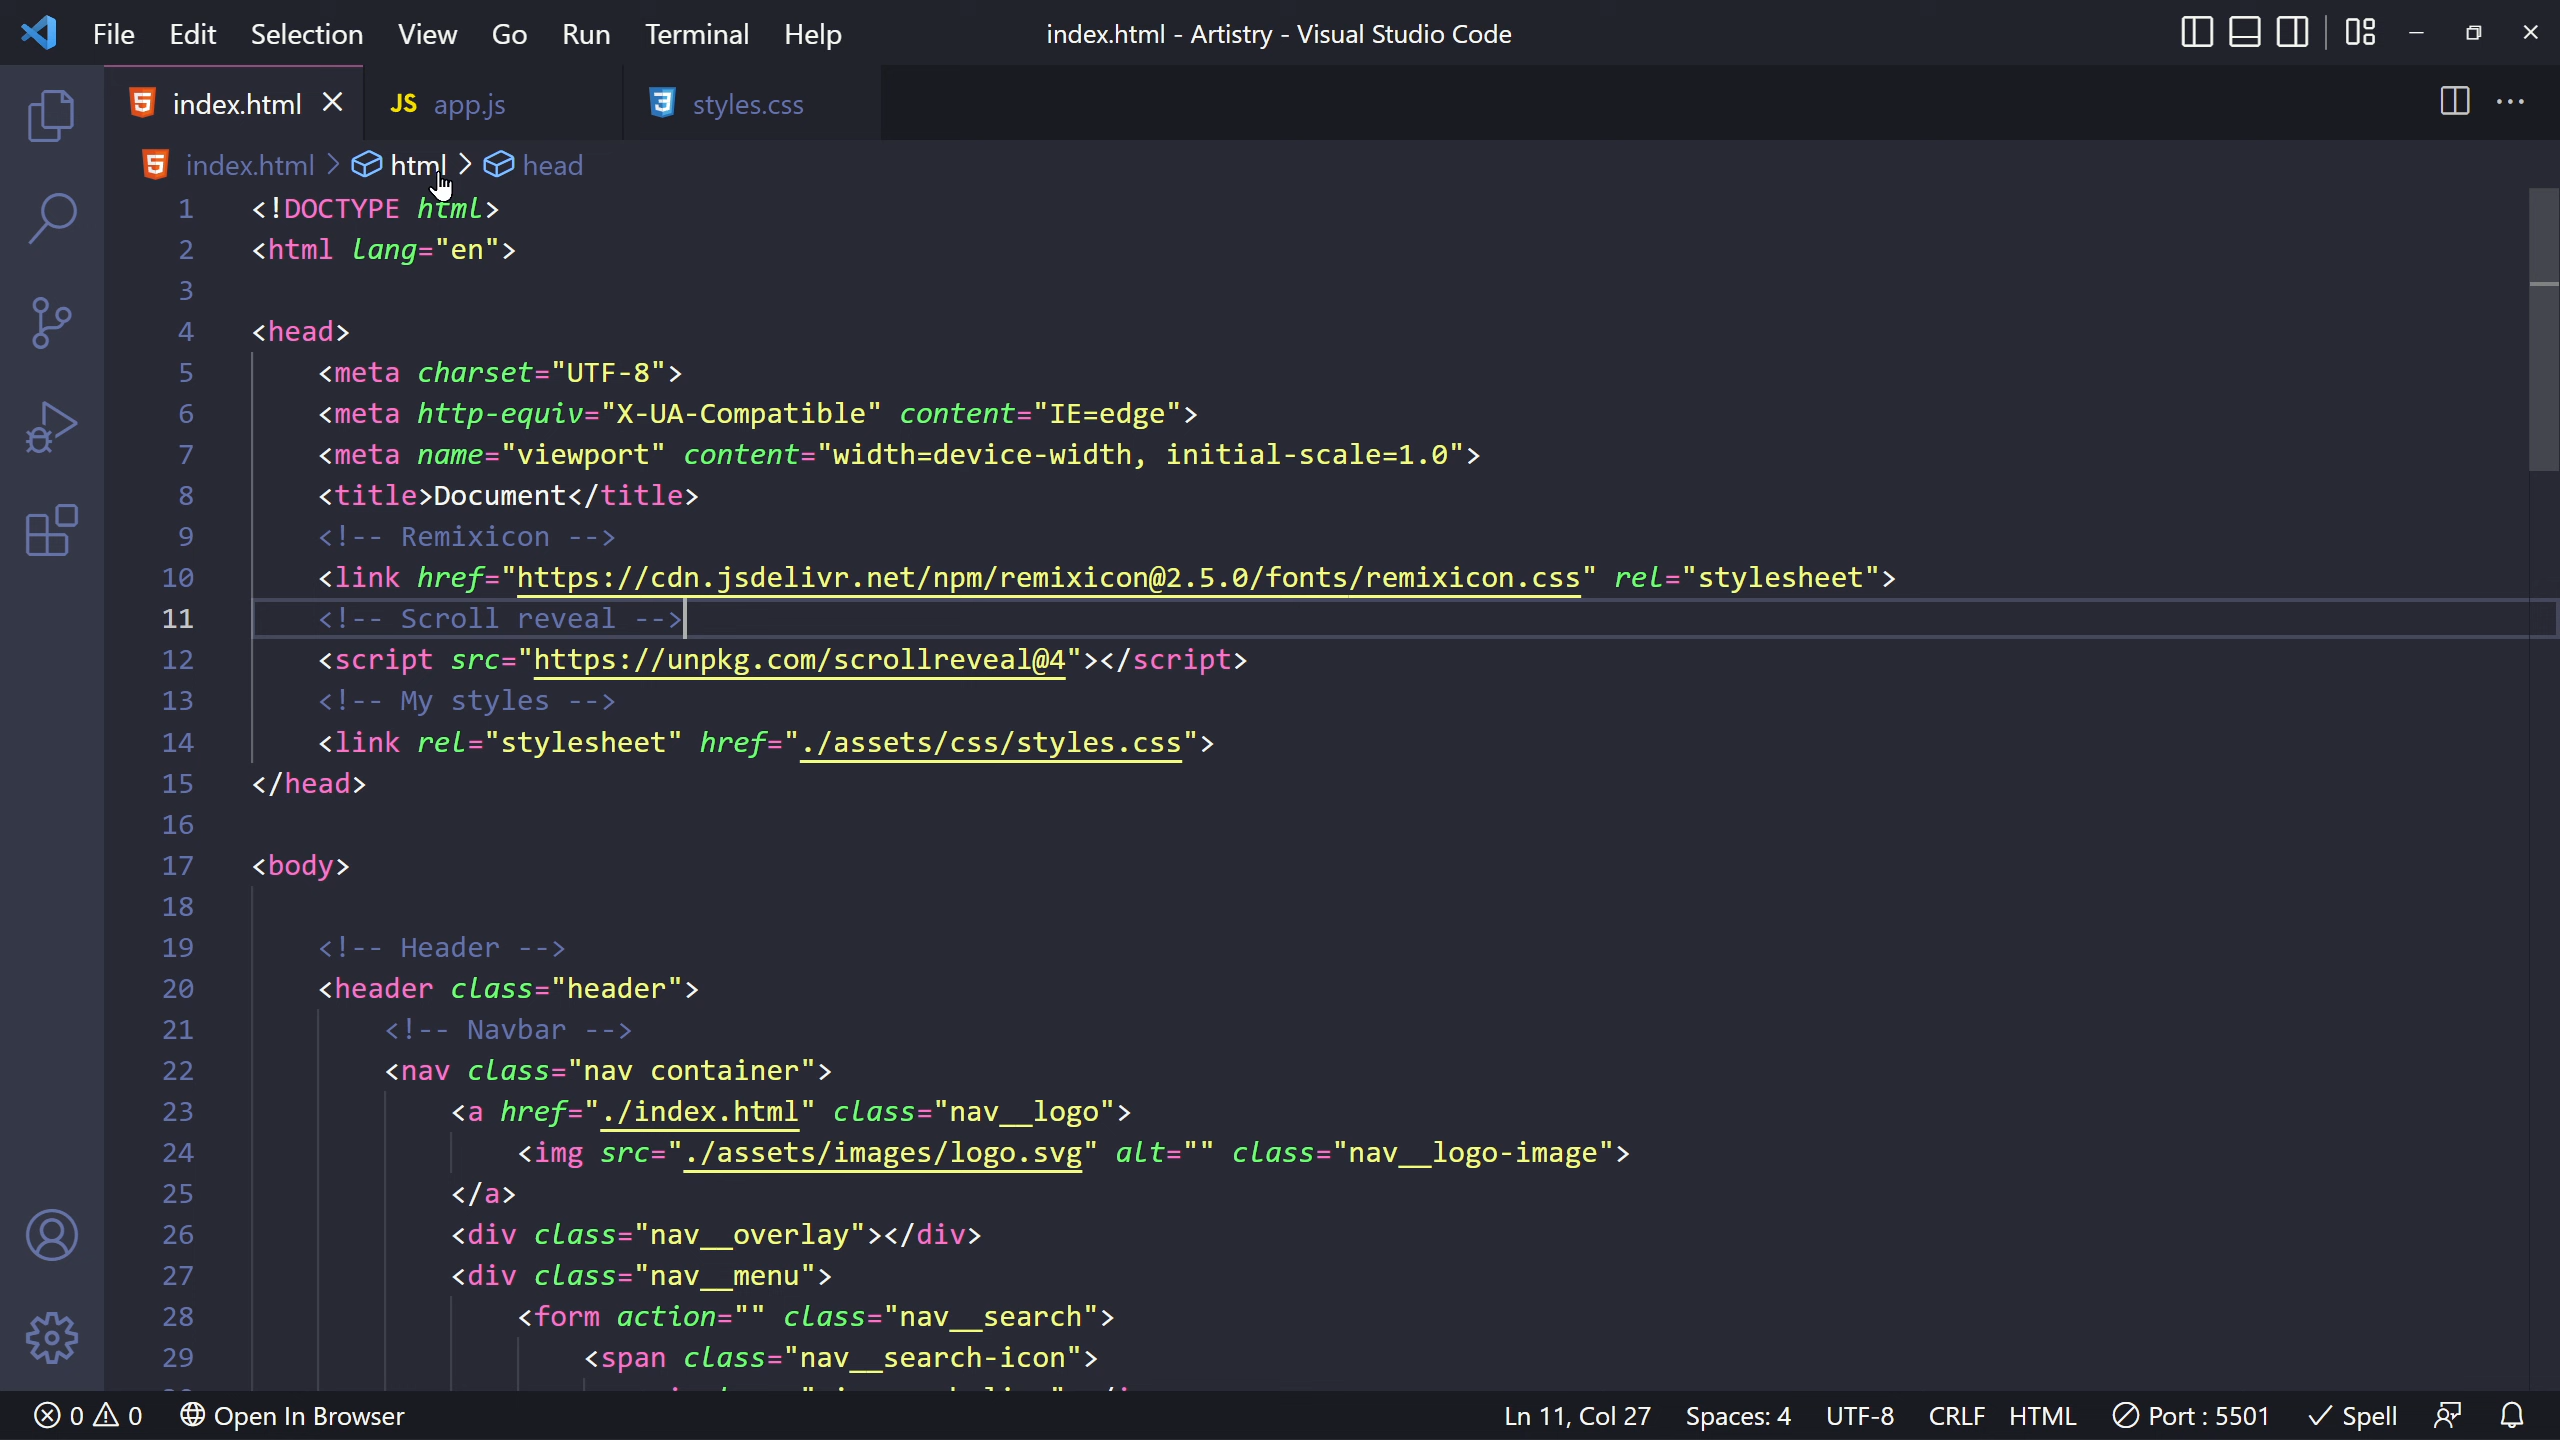 File Edit Selection View Go Run Terminal Help index.html - Artistry - Visual Studio Code
index.html JS app.js styles.css
index.html > html > head
1 <!DOCTYPE html>
2 <html lang="en">
3
4 <head>
5 <meta charset="UTF-8">
6 <meta http-equiv="X-UA-Compatible" content="IE=edge">
7 <meta name="viewport" content="width=device-width, initial-scale=1.0">
8 <title>Document</title>
9 <!-- Remixicon -->
10 <link href="https://cdn.jsdelivr.net/npm/remixicon@2.5.0/fonts/remixicon.css" rel="stylesheet">
11 <!-- Scroll reveal -->
12 <script src="https://unpkg.com/scrollreveal@4"></script>
13 <!-- My styles -->
14 <link rel="stylesheet" href="./assets/css/styles.css">
15 </head>
16
17 <body>
18
19 <!-- Header -->
20 <header class="header">
21 <!-- Navbar -->
22 <nav class="nav container">
23 <a href="./index.html" class="nav__logo">
24 <img src="./assets/images/logo.svg" alt="" class="nav__logo-image">
25 </a>
26 <div class="nav__overlay"></div>
27 <div class="nav__menu">
28 <form action="" class="nav__search">
29 <span class="nav__search-icon">
0 0 Open In Browser Ln 11, Col 27 Spaces: 4 UTF-8 CRLF HTML Port : 5501 Spell